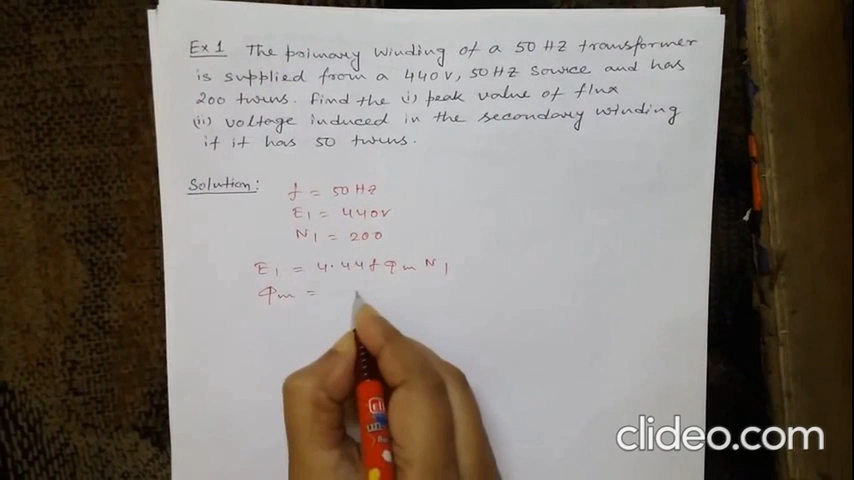 Ex 1 The primary winding of a 50 HZ transformer
is supplied from a 440V, 50HZ source and has
200 turns. Find the i) peak value of flux
(ii) voltage induced in the secondary winding
if it has 50 turns.
Solution:
f = 50 HZ
E1 = 440V
N1 = 200
E1 = 4.44 f φm N1
φm =
clideo.com